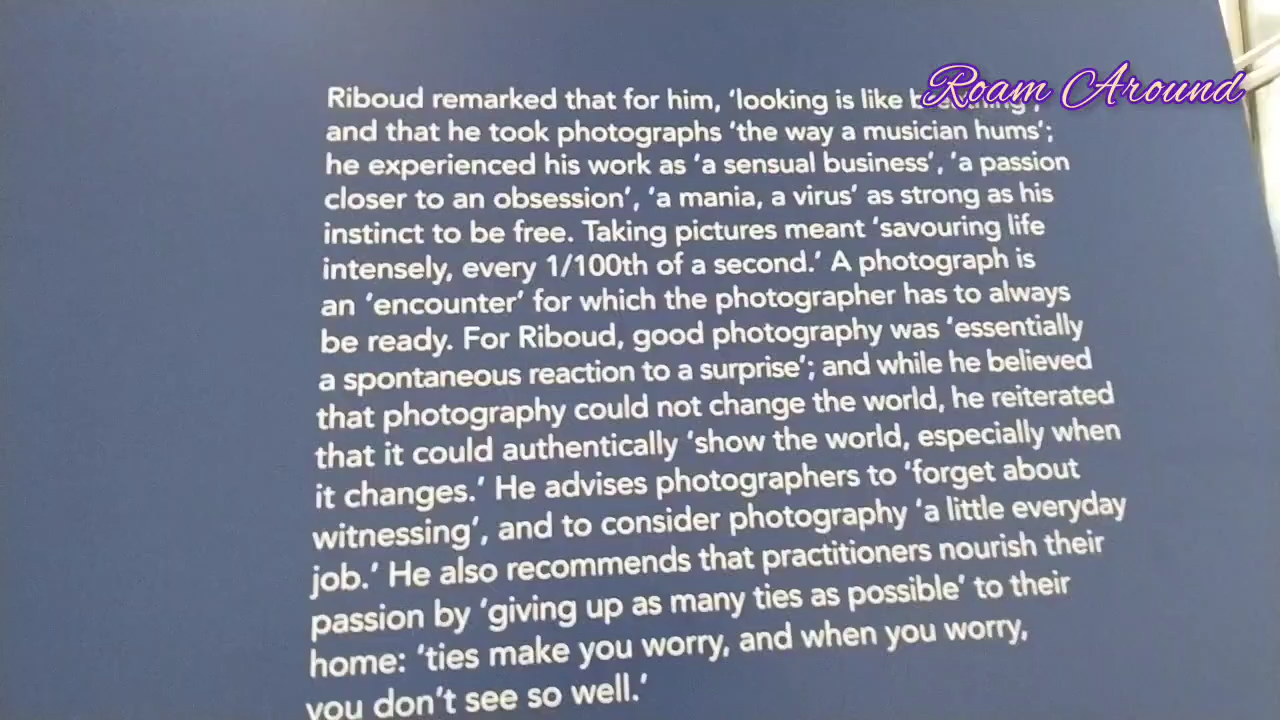 Roam Around
Riboud remarked that for him, ‘looking is like
and that he took photographs ‘the way a musician hums’;
he experienced his work as ‘a sensual business’, ‘a passion
closer to an obsession’, ‘a mania, a virus’ as strong as his
instinct to be free. Taking pictures meant ‘savouring life
intensely, every 1/100th of a second.’ A photograph is
an ‘encounter’ for which the photographer has to always
be ready. For Riboud, good photography was ‘essentially
a spontaneous reaction to a surprise’; and while he believed
that photography could not change the world, he reiterated
that it could authentically ‘show the world, especially when
it changes.’ He advises photographers to ‘forget about
witnessing’, and to consider photography ‘a little everyday
job.’ He also recommends that practitioners nourish their
passion by ‘giving up as many ties as possible’ to their
home: ‘ties make you worry, and when you worry,
you don’t see so well.’